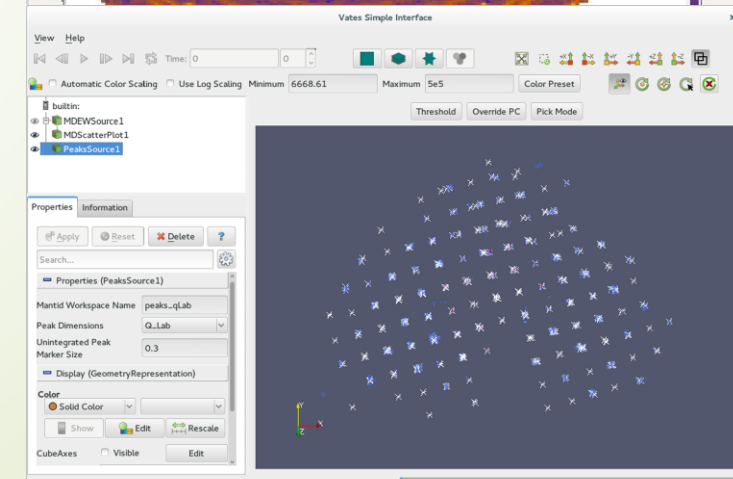 Vates Simple Interface
View Help
Time: 0 0
Automatic Color Scaling Use Log Scaling Minimum 6668.61 Maximum 5e5 Color Preset
Threshold Override PC Pick Mode
builtin:
MDEWSource1
MDScatterPlot1
PeaksSource1
Properties Information
Apply Reset Delete ?
Search...
Properties (PeaksSource1)
Mantid Workspace Name peaks_qLab
Peak Dimensions Q_Lab
Unintegrated Peak
Marker Size 0.3
Display (GeometryRepresentation)
Color
Solid Color
Show Edit Rescale
CubeAxes Visible Edit
Y
X
Z